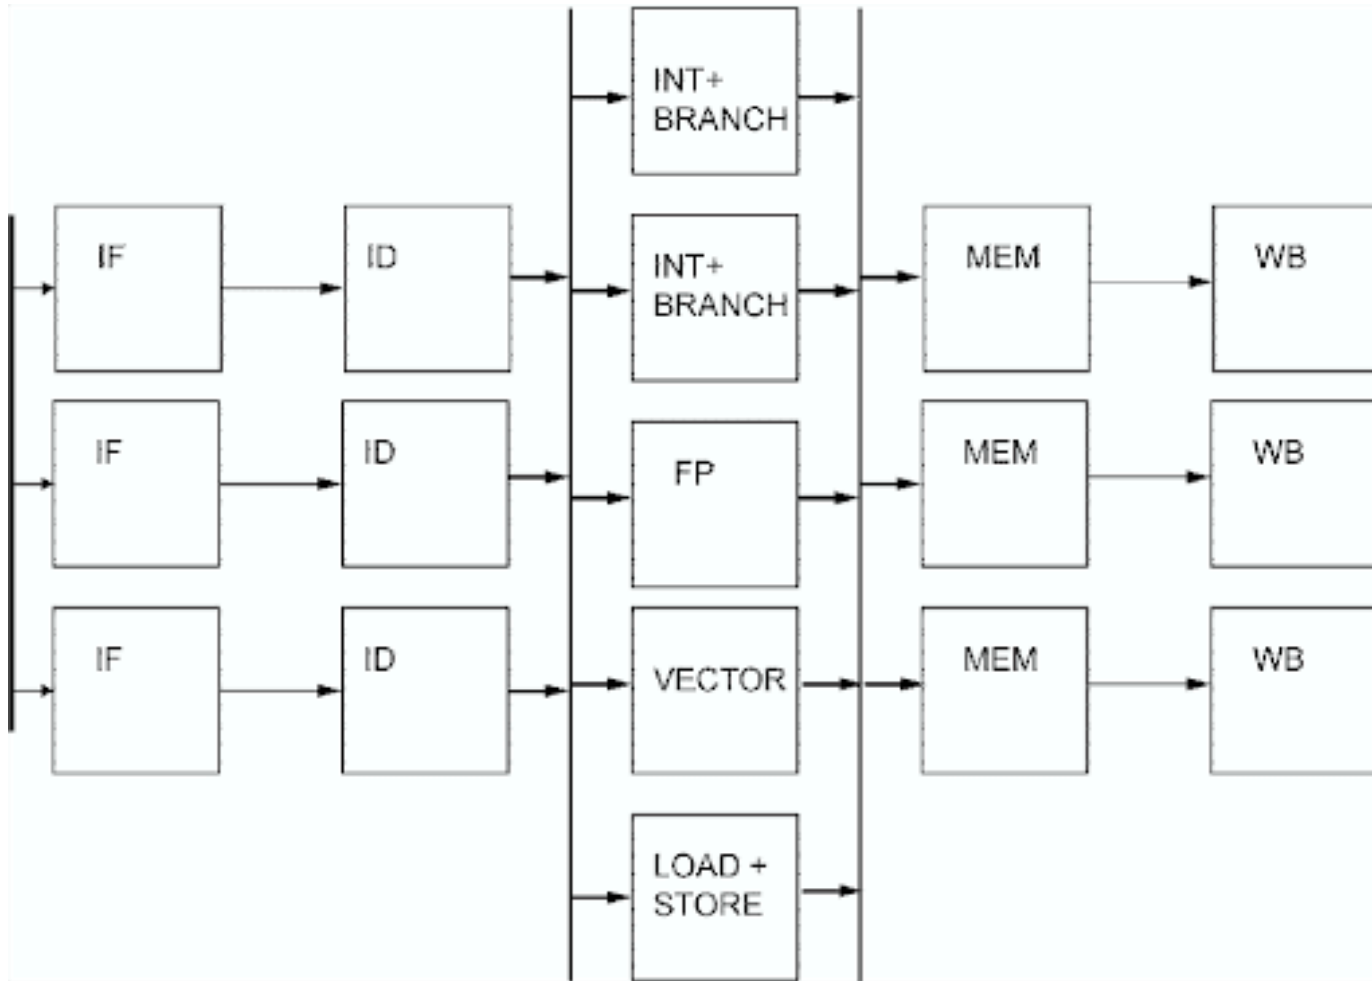 INT+
BRANCH
IF
ID
INT+
BRANCH
MEM
WB
IF
ID
FP
MEM
WB
IF
ID
VECTOR
MEM
WB
LOAD +
STORE